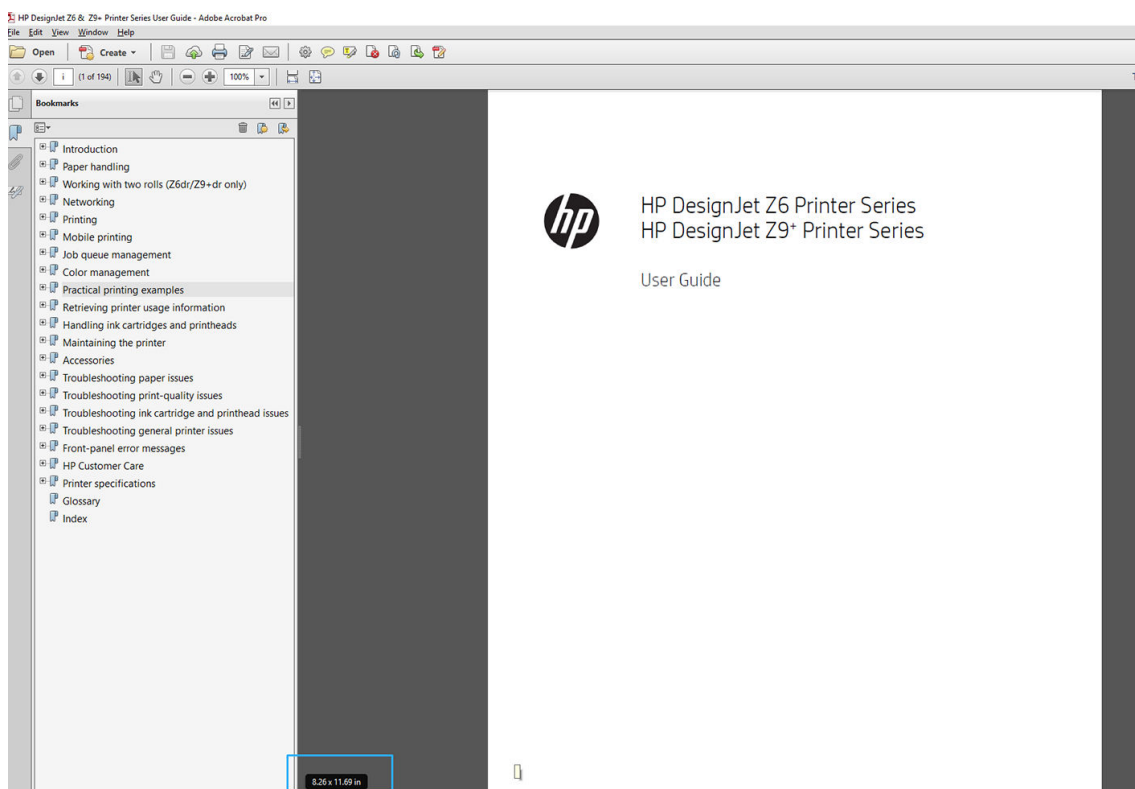 HP DesignJet Z6 & Z9+ Printer Series User Guide - Adobe Acrobat Pro
File Edit View Window Help
Open Create
i (1 of 194) 100%
Bookmarks
Introduction
Paper handling
Working with two rolls (Z6dr/Z9+dr only)
Networking
Printing
Mobile printing
Job queue management
Color management
Practical printing examples
Retrieving printer usage information
Handling ink cartridges and printheads
Maintaining the printer
Accessories
Troubleshooting paper issues
Troubleshooting print-quality issues
Troubleshooting ink cartridge and printhead issues
Troubleshooting general printer issues
Front-panel error messages
HP Customer Care
Printer specifications
Glossary
Index
hp
HP DesignJet Z6 Printer Series
HP DesignJet Z9+ Printer Series
User Guide
8.26 x 11.69 in